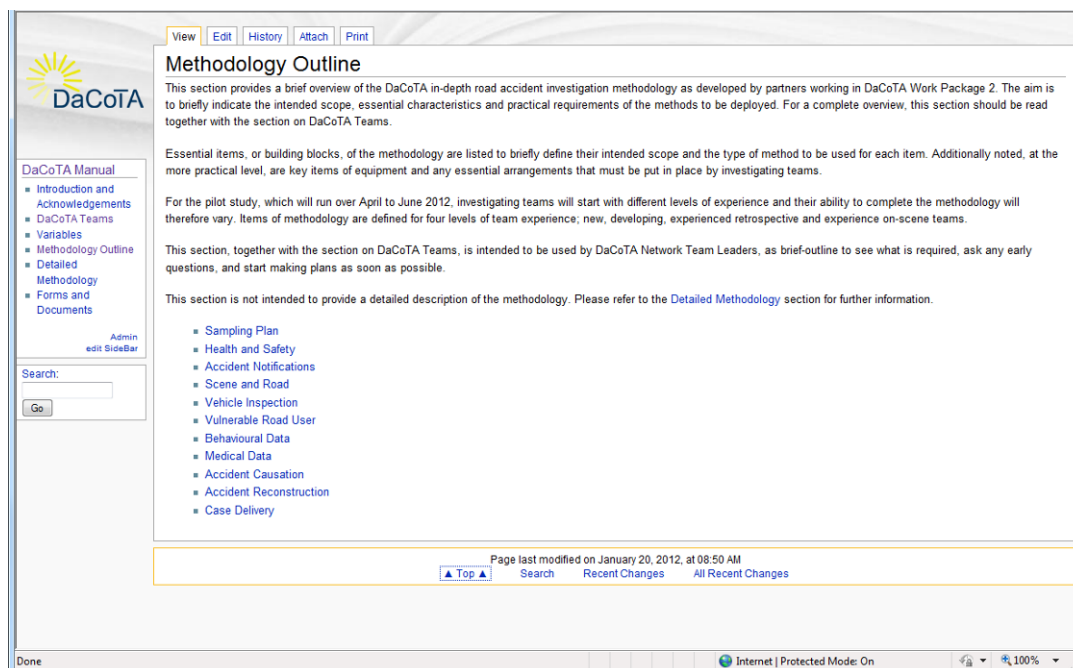 View Edit History Attach Print
DaCoTA
Methodology Outline
This section provides a brief overview of the DaCoTA in-depth road accident investigation methodology as developed by partners working in DaCoTA Work Package 2. The aim is
to briefly indicate the intended scope, essential characteristics and practical requirements of the methods to be deployed. For a complete overview, this section should be read
together with the section on DaCoTA Teams.
Essential items, or building blocks, of the methodology are listed to briefly define their intended scope and the type of method to be used for each item. Additionally noted, at the
more practical level, are key items of equipment and any essential arrangements that must be put in place by investigating teams.
For the pilot study, which will run over April to June 2012, investigating teams will start with different levels of experience and their ability to complete the methodology will
therefore vary. Items of methodology are defined for four levels of team experience; new, developing, experienced retrospective and experience on-scene teams.
This section, together with the section on DaCoTA Teams, is intended to be used by DaCoTA Network Team Leaders, as brief-outline to see what is required, ask any early
questions, and start making plans as soon as possible.
This section is not intended to provide a detailed description of the methodology. Please refer to the Detailed Methodology section for further information.
Sampling Plan
Health and Safety
Accident Notifications
Scene and Road
Vehicle Inspection
Vulnerable Road User
Behavioural Data
Medical Data
Accident Causation
Accident Reconstruction
Case Delivery
DaCoTA Manual
Introduction and
Acknowledgements
DaCoTA Teams
Variables
Methodology Outline
Detailed
Methodology
Forms and
Documents
Admin
edit SideBar
Search:
Go
Page last modified on January 20, 2012, at 08:50 AM
▲ Top ▲ Search Recent Changes All Recent Changes
Done Internet | Protected Mode: On 100%